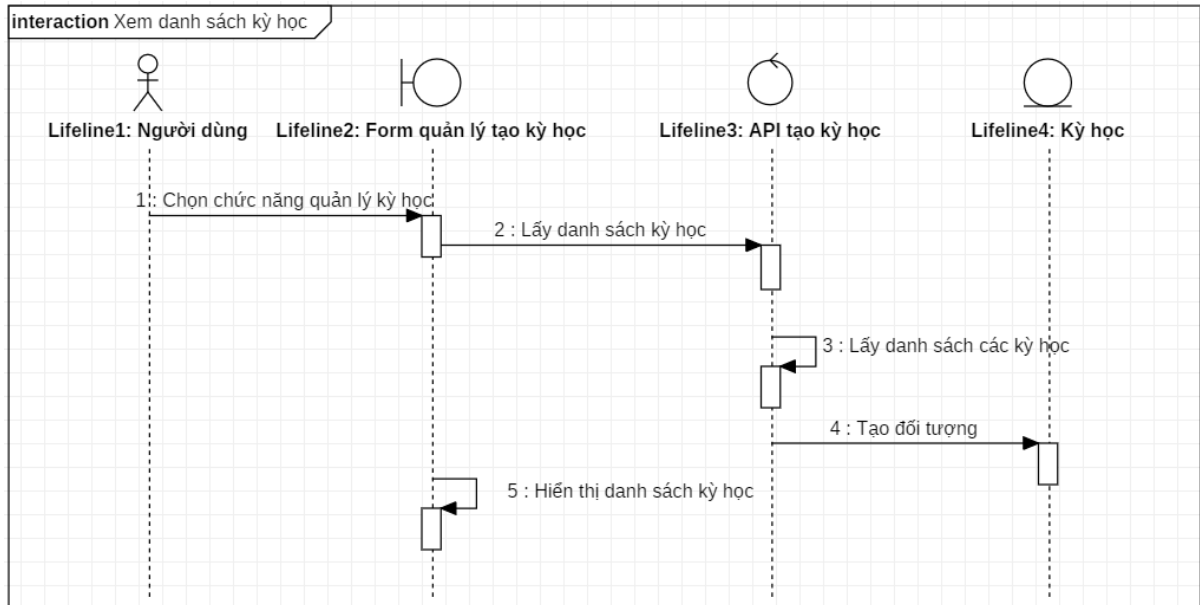 interaction Xem danh sách kỳ học
Lifeline1: Người dùng
Lifeline2: Form quản lý tạo kỳ học
Lifeline3: API tạo kỳ học
Lifeline4: Kỳ học
1 : Chọn chức năng quản lý kỳ học
2 : Lấy danh sách kỳ học
3 : Lấy danh sách các kỳ học
4 : Tạo đối tượng
5 : Hiển thị danh sách kỳ học